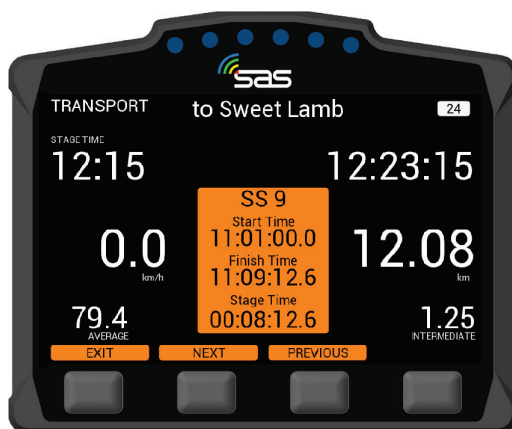 sas
TRANSPORT to Sweet Lamb 24
STAGE TIME
12:15 12:23:15
SS 9
Start Time
11:01:00.0
Finish Time
11:09:12.6
Stage Time
00:08:12.6
0.0
km/h
12.08
km
79.4
AVERAGE
1.25
INTERMEDIATE
EXIT NEXT PREVIOUS